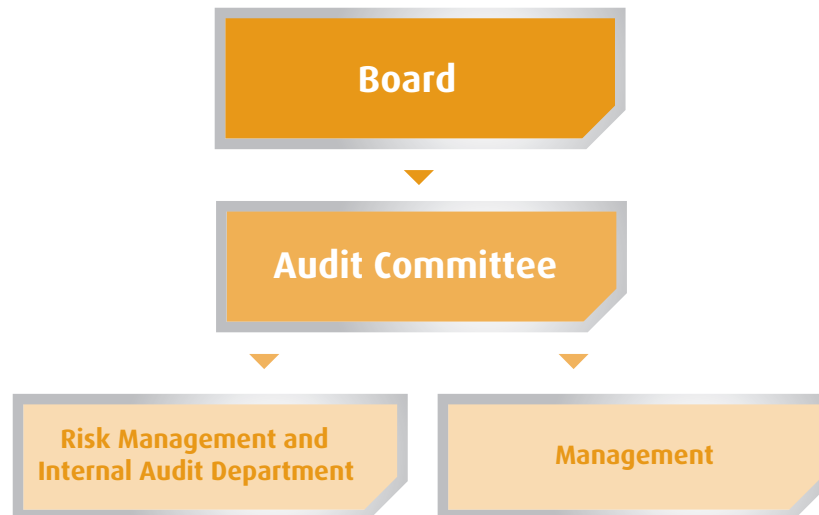 Board
Audit Committee
Risk Management and
Internal Audit Department
Management